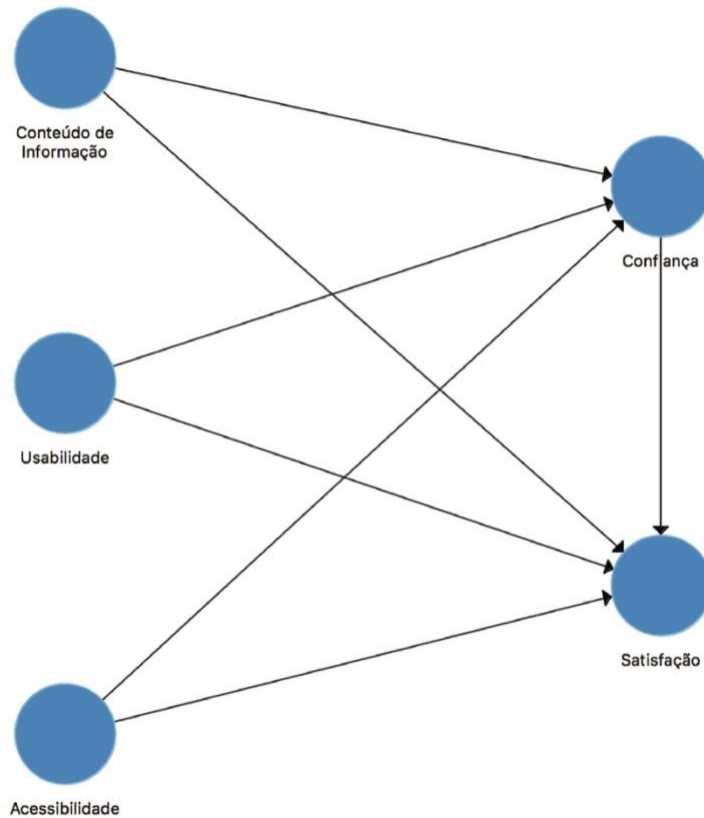 Conteúdo de
Informação
Confiança
Usabilidade
Satisfação
Acessibilidade